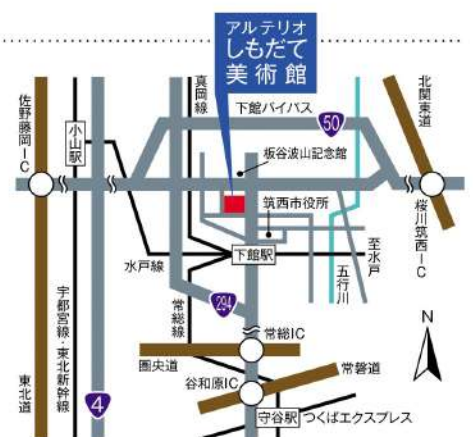 アルテリオ
しもだて
美術館
真岡線
下館バイパス
50
北関東道
佐野藤岡IC
小山駅
板谷波山記念館
筑西市役所
桜川筑西IC
水戸線
下館駅
至水戸
五行川
294
常総線
宇都宮線・東北新幹線
東北道
4
常総IC
圏央道
常磐道
谷和原IC
守谷駅
つくばエクスプレス
N